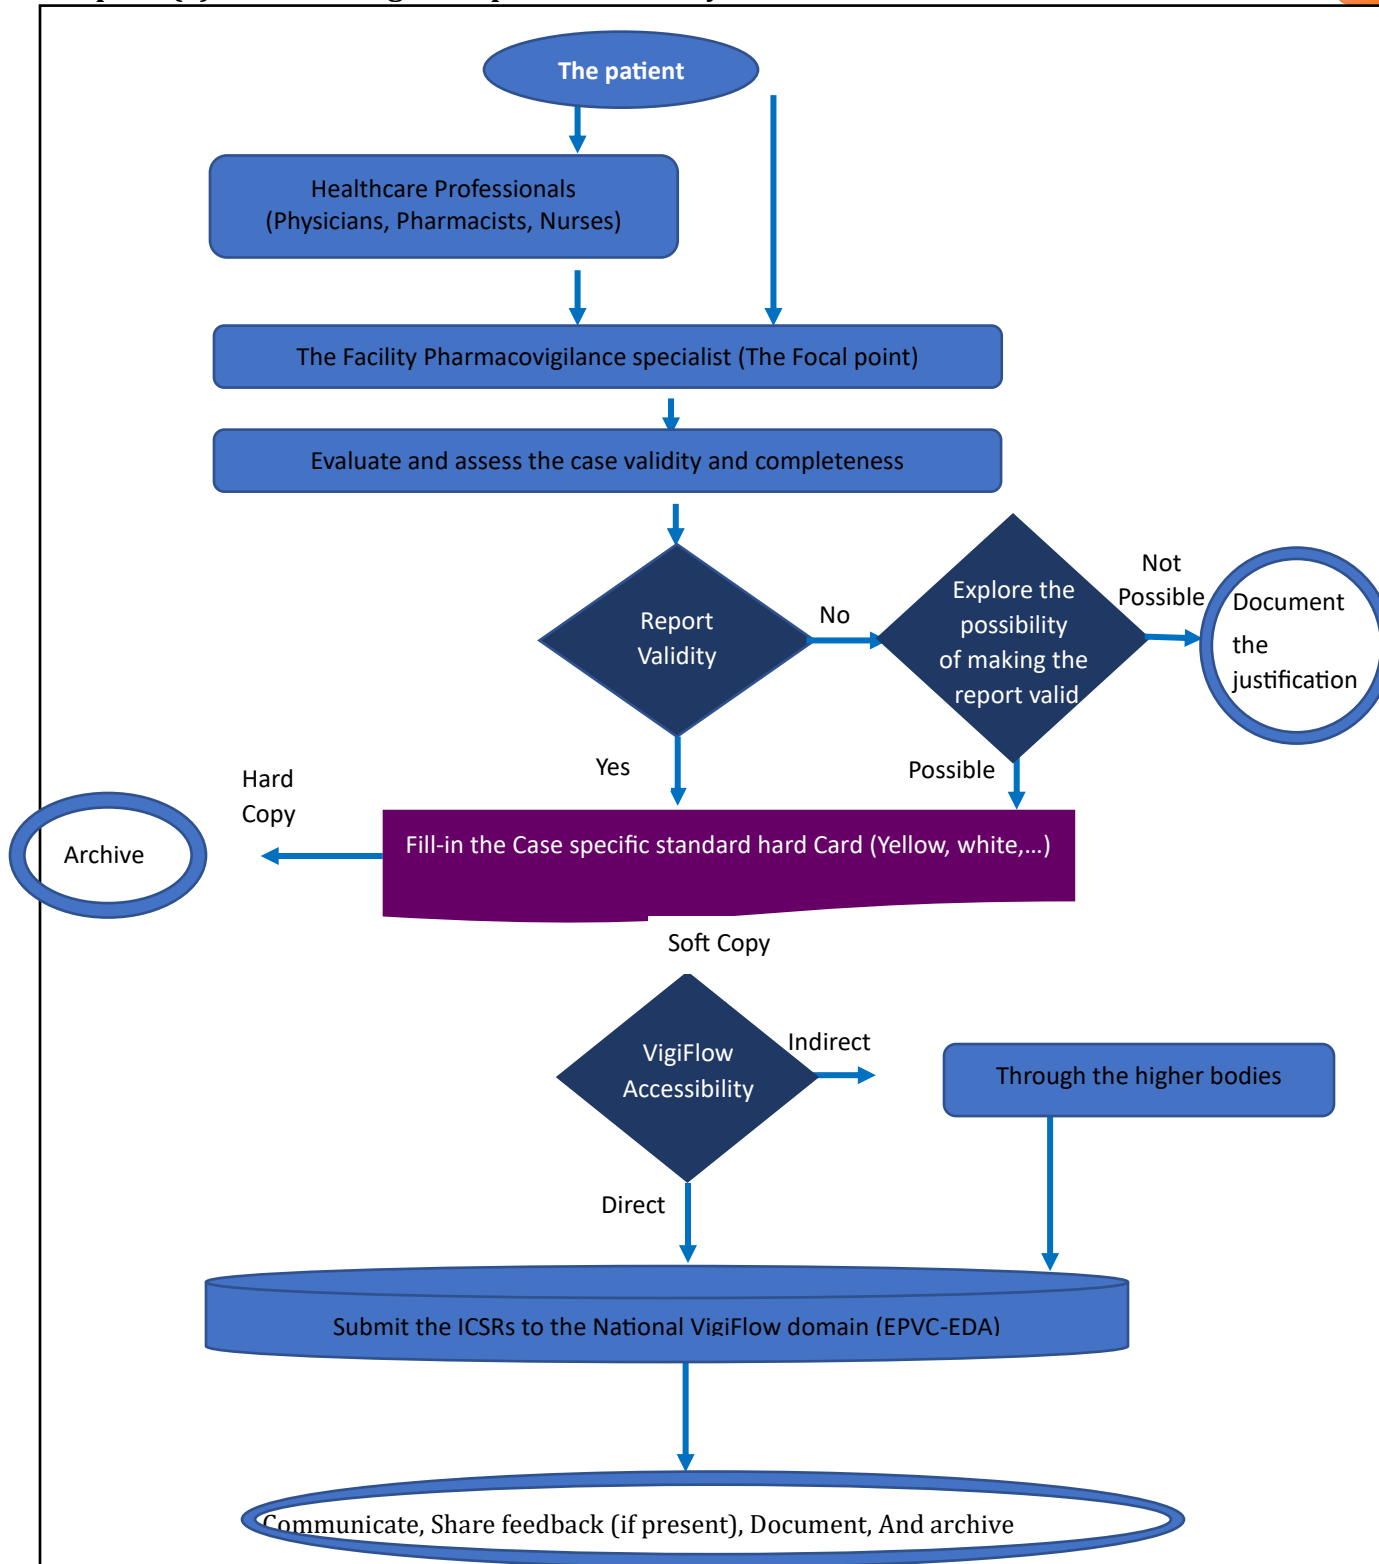 The patient
Healthcare Professionals
(Physicians, Pharmacists, Nurses)
The Facility Pharmacovigilance specialist (The Focal point)
Evaluate and assess the case validity and completeness
Report
Validity
No
Explore the
possibility
of making the
report valid
Not
Possible
Document
the
justification
Yes
Possible
Hard
Copy
Archive
Fill-in the Case specific standard hard Card (Yellow, white,...)
Soft Copy
VigiFlow
Accessibility
Indirect
Through the higher bodies
Direct
Submit the ICSRs to the National VigiFlow domain (EPVC-EDA)
Communicate, Share feedback (if present), Document, And archive